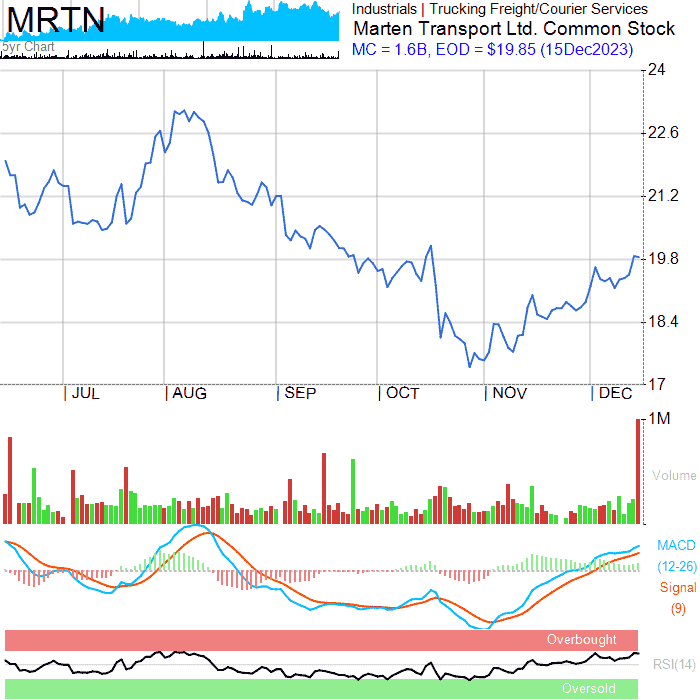 MRTN
5yr Chart
Industrials | Trucking Freight/Courier Services
Marten Transport Ltd. Common Stock
MC = 1.6B, EOD = $19.85 (15Dec2023)
24
22.6
21.2
19.8
18.4
17
JUL
AUG
SEP
OCT
NOV
DEC
1M
Volume
MACD
(12-26)
Signal
(9)
Overbought
RSI(14)
Oversold